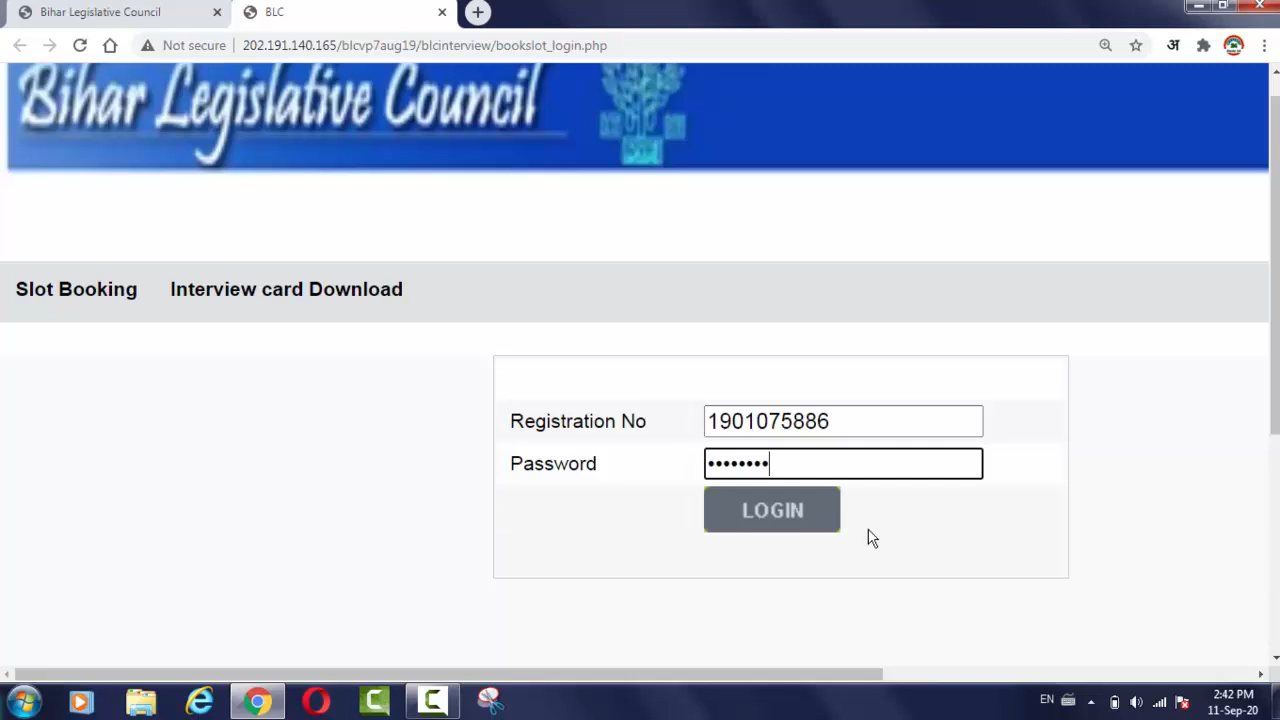 Bihar Legislative Council
BLC
Not secure
202.191.140.165/blcvp7aug19/blcinterview/bookslot_login.php
अ
Bihar Legislative Council
Slot Booking
Interview card Download
Registration No
1901075886
Password
••••••••
LOGIN
EN
2:42 PM
11-Sep-20